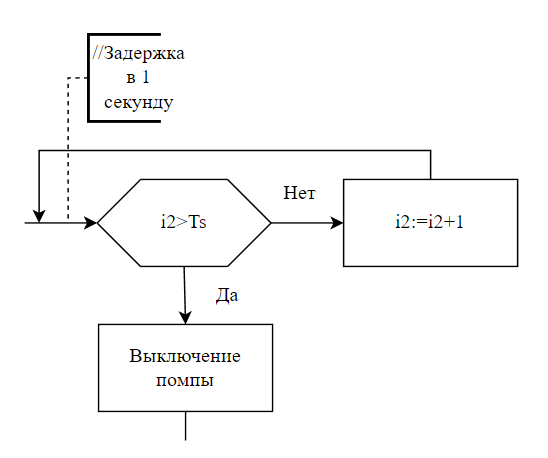 //Задержка
в 1
секунду
Нет
i2>Ts
i2:=i2+1
Да
Выключение
помпы